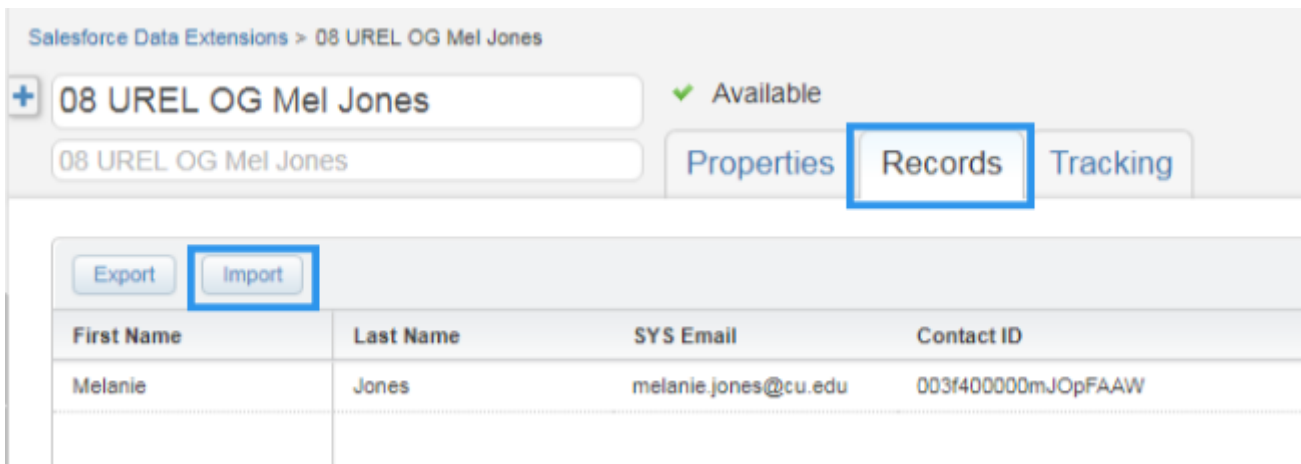 Salesforce Data Extensions > 08 UREL OG Mel Jones
08 UREL OG Mel Jones
Available
08 UREL OG Mel Jones
Properties Records Tracking
Export Import
First Name Last Name SYS Email Contact ID
Melanie Jones melanie.jones@cu.edu 003f400000mJOpFAAW